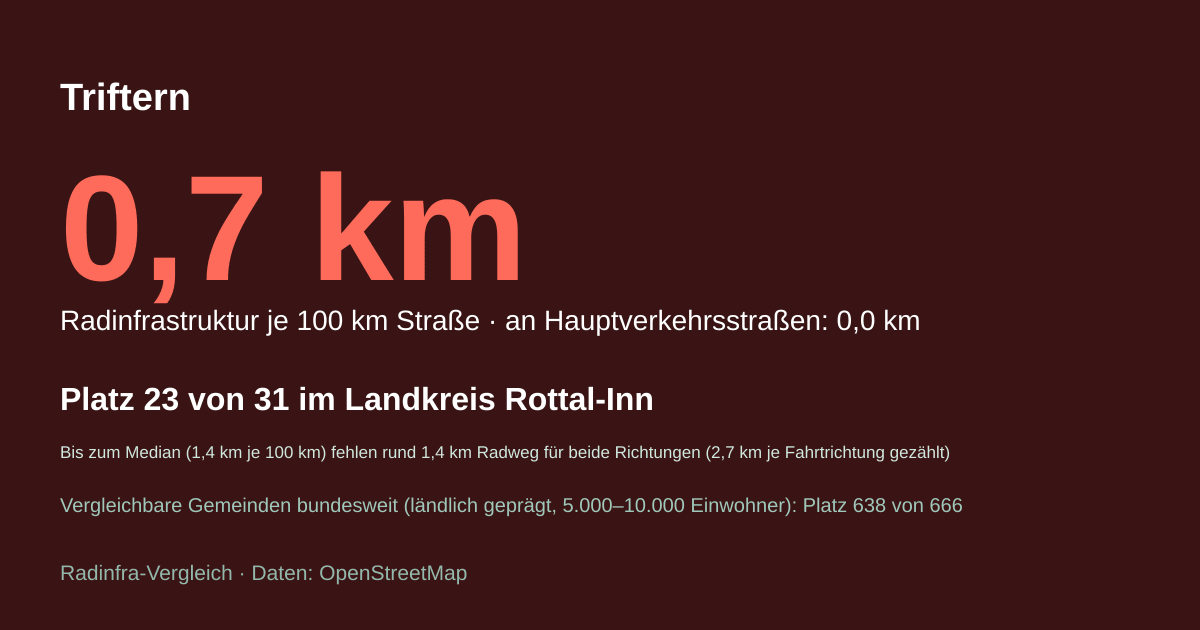 Triftern
0,7 km
Radinfrastruktur je 100 km Straße · an Hauptverkehrsstraßen: 0,0 km
Platz 23 von 31 im Landkreis Rottal-Inn
Bis zum Median (1,4 km je 100 km) fehlen rund 1,4 km Radweg für beide Richtungen (2,7 km je Fahrtrichtung gezählt)
Vergleichbare Gemeinden bundesweit (ländlich geprägt, 5.000–10.000 Einwohner): Platz 638 von 666
Radinfra-Vergleich · Daten: OpenStreetMap